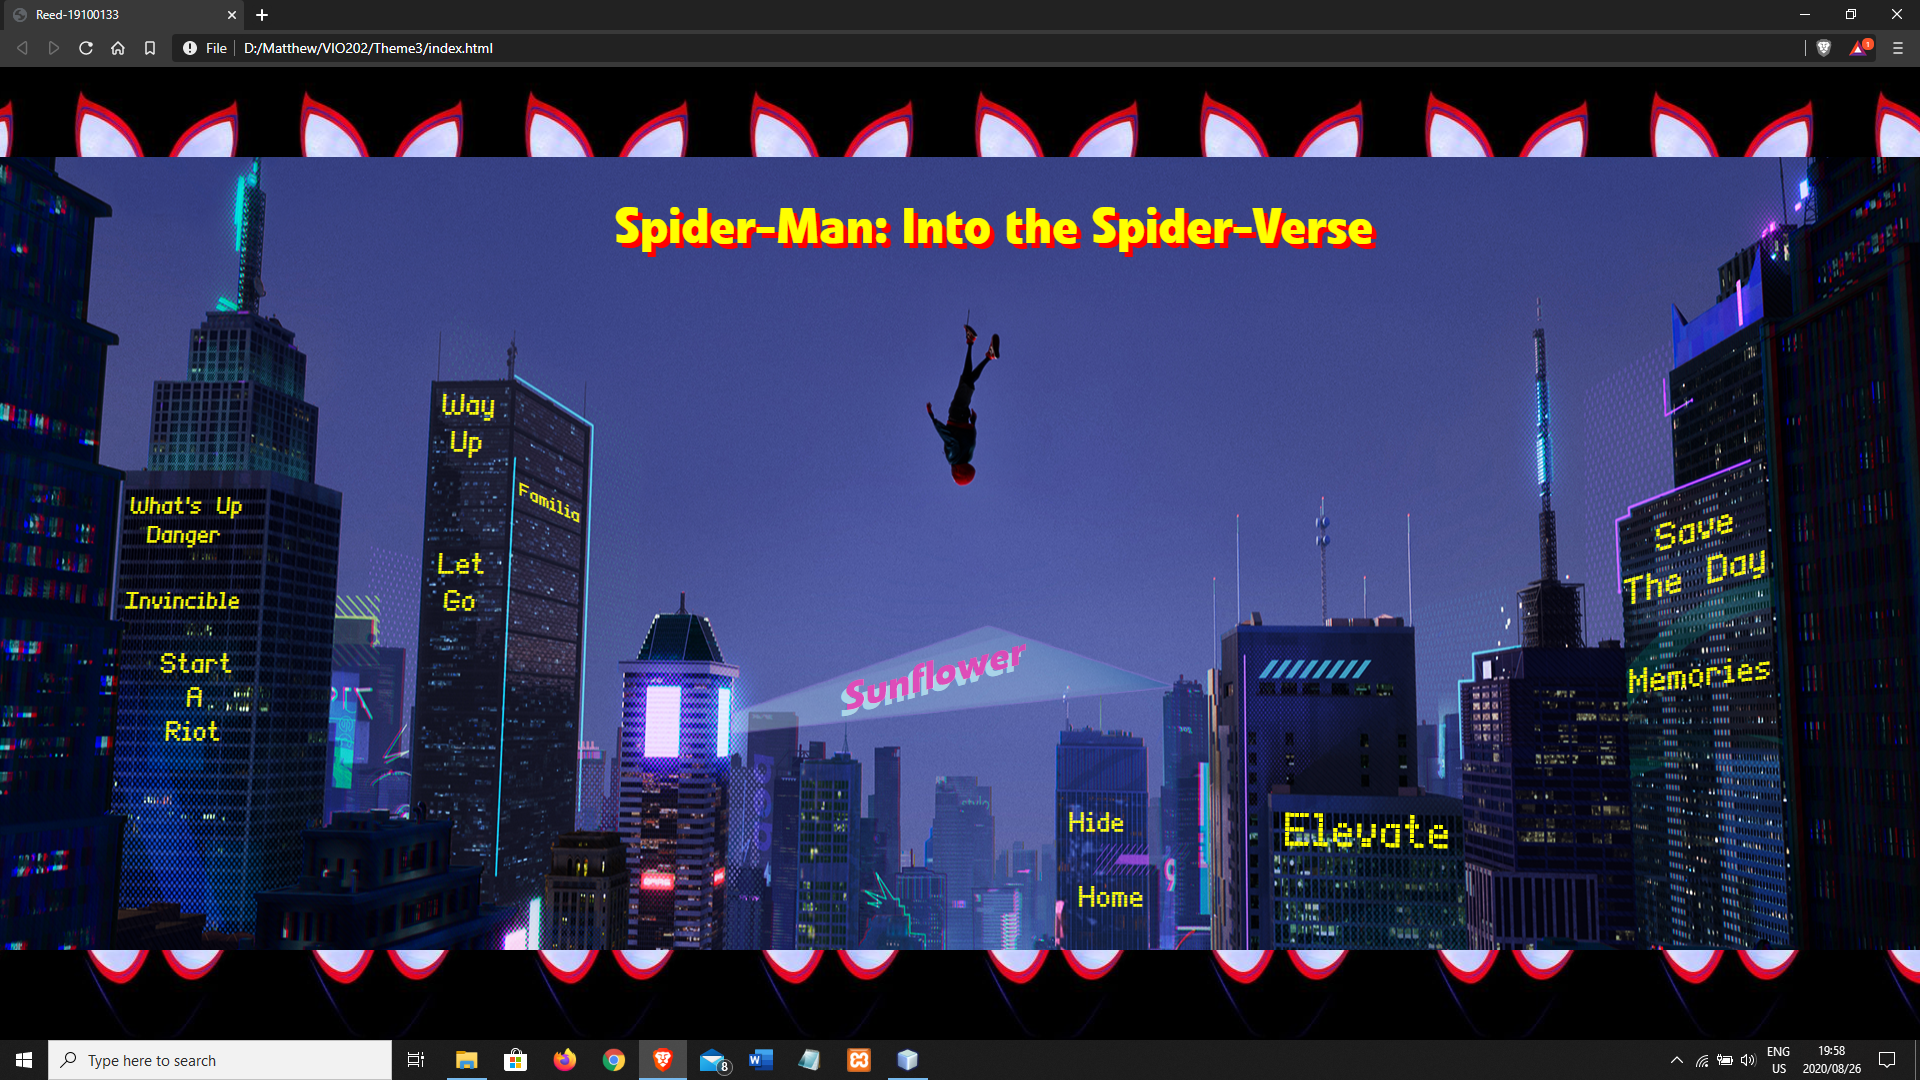 Reed-19100133
File
D:/Matthew/VIO202/Theme3/index.html
1
Spider-Man: Into the Spider-Verse
Way
Up
Familia
What's Up
Danger
Let
Go
Invincible
Start
A
Riot
Sunflower
Save
The Day
Memories
Hide
Elevate
Home
Type here to search
8
W
ENG
US
19:58
2020/08/26